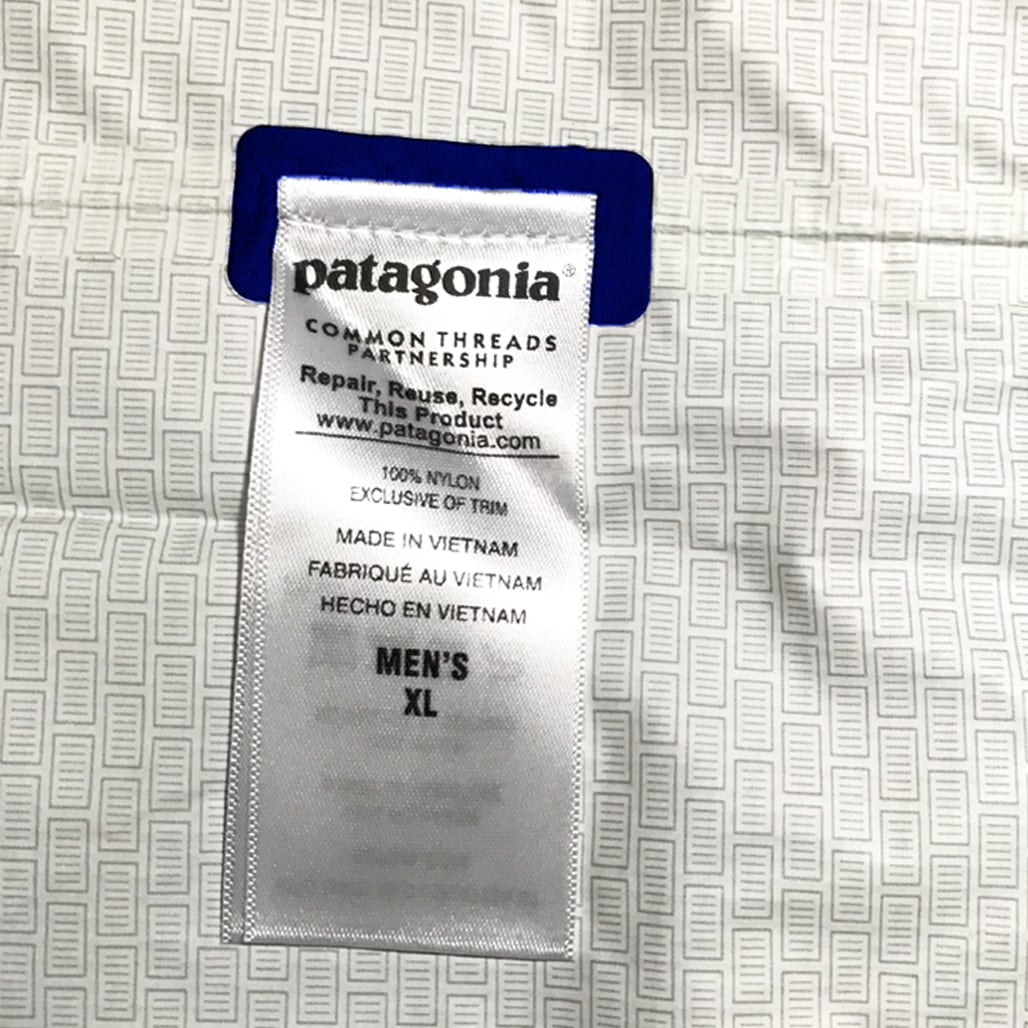 patagonia®
COMMON THREADS
PARTNERSHIP
Repair, Reuse, Recycle
This Product
www.patagonia.com
100% NYLON
EXCLUSIVE OF TRIM
MADE IN VIETNAM
FABRIQUÉ AU VIETNAM
HECHO EN VIETNAM
MEN'S
XL